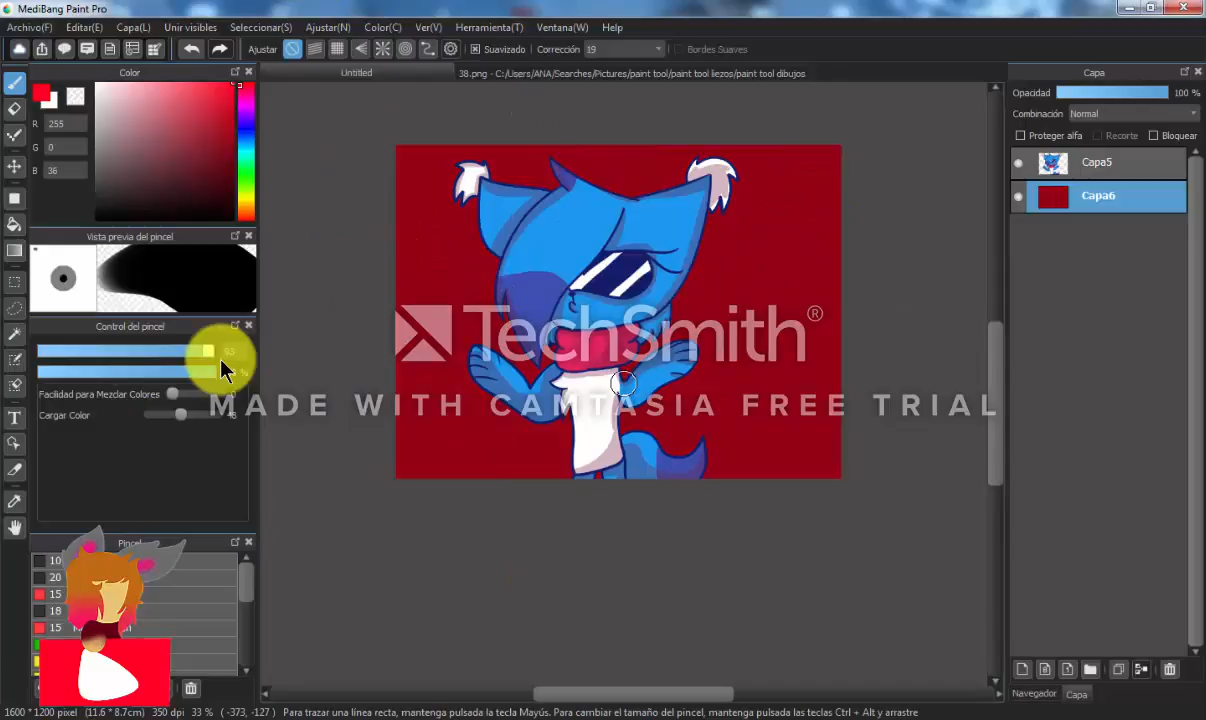 MediBang Paint Pro
Archivo(F) Editar(E) Capa(L) Unir visibles Seleccionar(S) Ajustar(N) Color(C) Ver(V) Herramienta(T) Ventana(W) Help
Ajustar Suavizado Corrección 19 Bordes Suaves
Color Untitled 38.png - C:/Users/ANA/Searches/Pictures/paint tool/paint tool liezos/paint tool dibujos Capa
Opacidad 100 %
R 255
Combinación Normal
G 0
Proteger alfa Recorte Bloquear
B 36
Capa5
Capa6
Vista previa del pincel
Control del pincel
93
%
TechSmith®
Facilidad para Mezclar Colores
MADE WITH CAMTASIA FREE TRIAL
Cargar Color 48
10
20
15
18
15
Navegador Capa
1600 * 1200 pixel (11.6 * 8.7cm) 350 dpi 33 % ( -373, -127 ) Para trazar una línea recta, mantenga pulsada la tecla Mayús. Para cambiar el tamaño del pincel, mantenga pulsadas las teclas Ctrl + Alt y arrastre